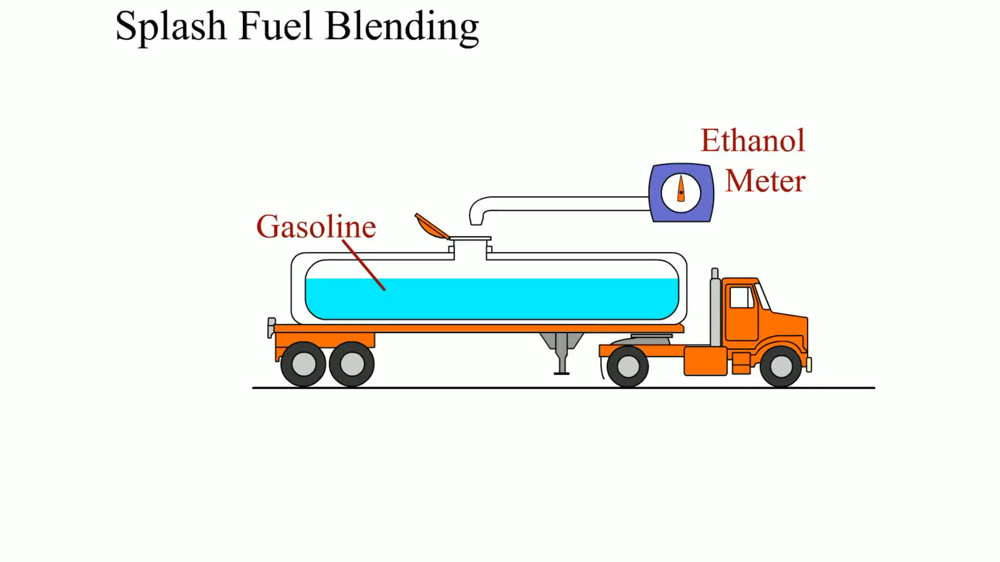 Splash Fuel Blending
Ethanol
Meter
Gasoline